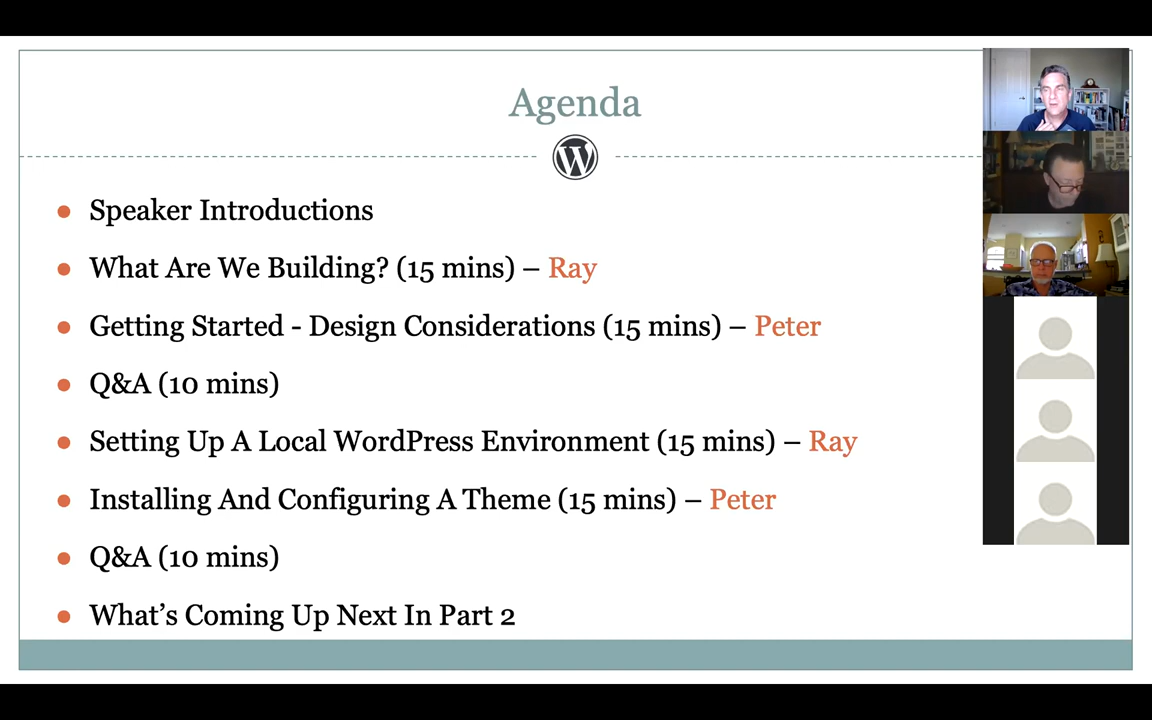 Agenda
Speaker Introductions
What Are We Building? (15 mins) – Ray
Getting Started - Design Considerations (15 mins) – Peter
Q&A (10 mins)
Setting Up A Local WordPress Environment (15 mins) – Ray
Installing And Configuring A Theme (15 mins) – Peter
Q&A (10 mins)
What’s Coming Up Next In Part 2